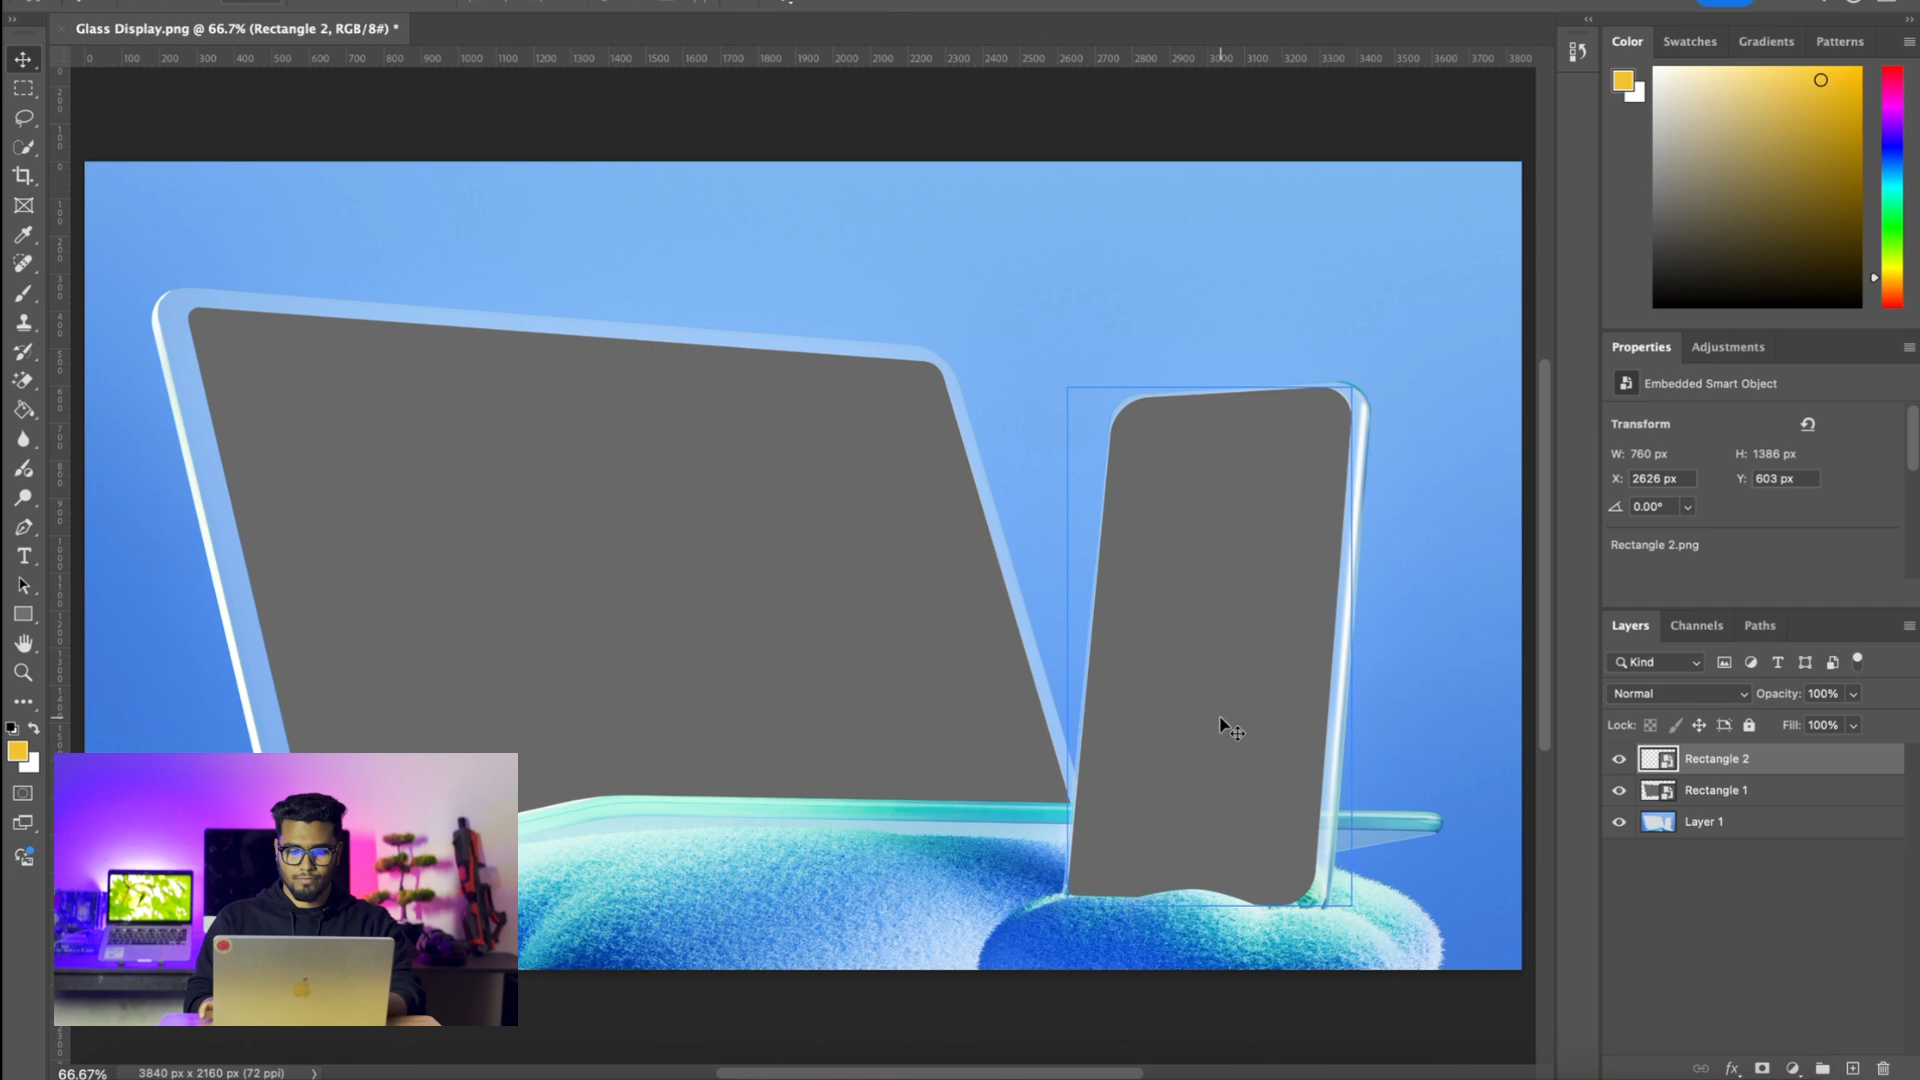 Glass Display.png @ 66.7% (Rectangle 2, RGB/8#) *
0 100 200 300 400 500 600 700 800 900 1000 1100 1200 1300 1400 1500 1600 1700 1800 1900 2000 2100 2200 2300 2400 2500 2600 2700 2800 2900 3000 3100 3200 3300 3400 3500 3600 3700 3800
Color Swatches Gradients Patterns
Properties Adjustments
Embedded Smart Object
Transform
W: 760 px H: 1386 px
X: 2626 px Y: 603 px
0.00°
Rectangle 2.png
Layers Channels Paths
Kind
Normal Opacity: 100%
Lock: Fill: 100%
Rectangle 2
Rectangle 1
Layer 1
66.67% 3840 px x 2160 px (72 ppi)